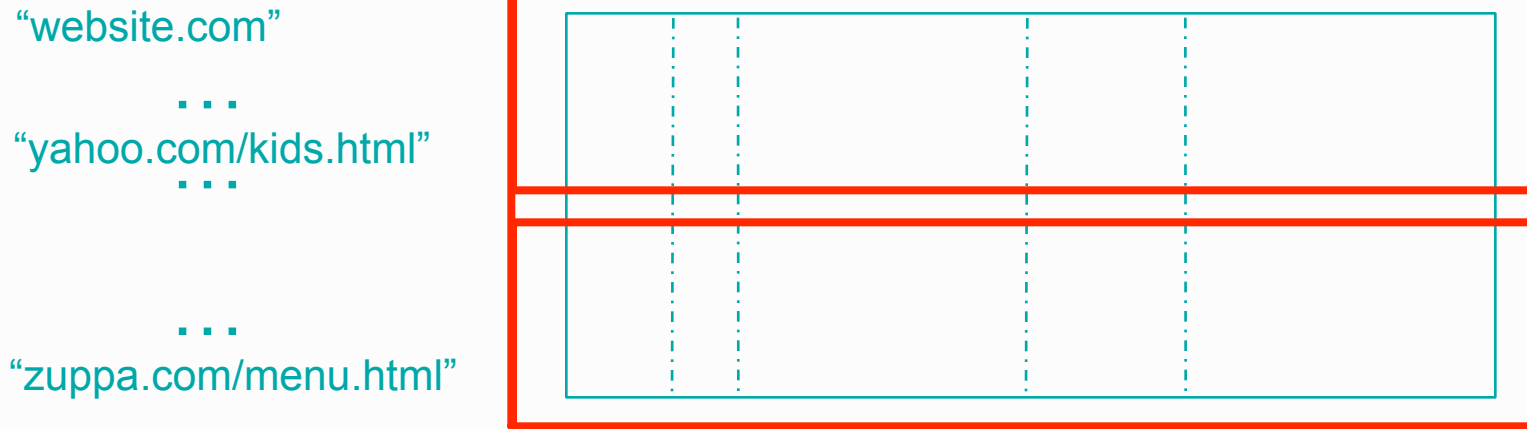 “website.com”
...
“yahoo.com/kids.html”
...
...
“zuppa.com/menu.html”